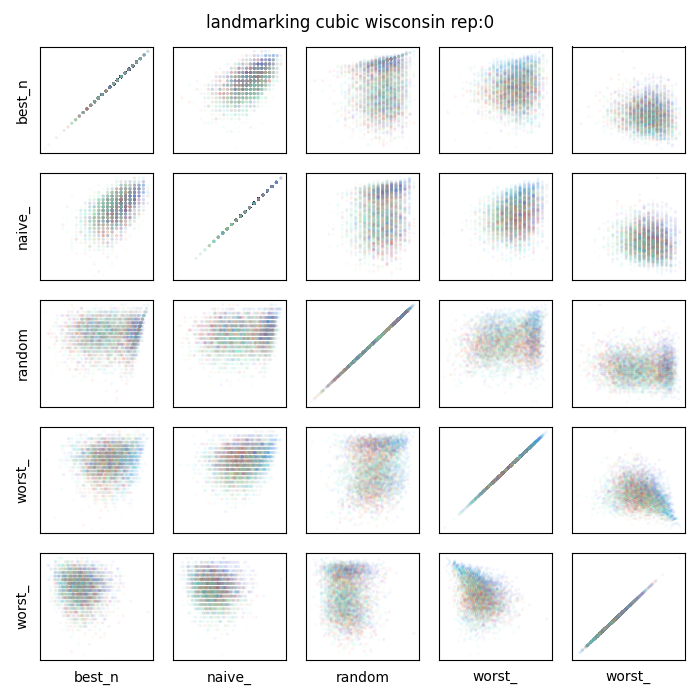 landmarking cubic wisconsin rep:0
best_n
naive_
random
worst_
worst_
best_n
naive_
random
worst_
worst_